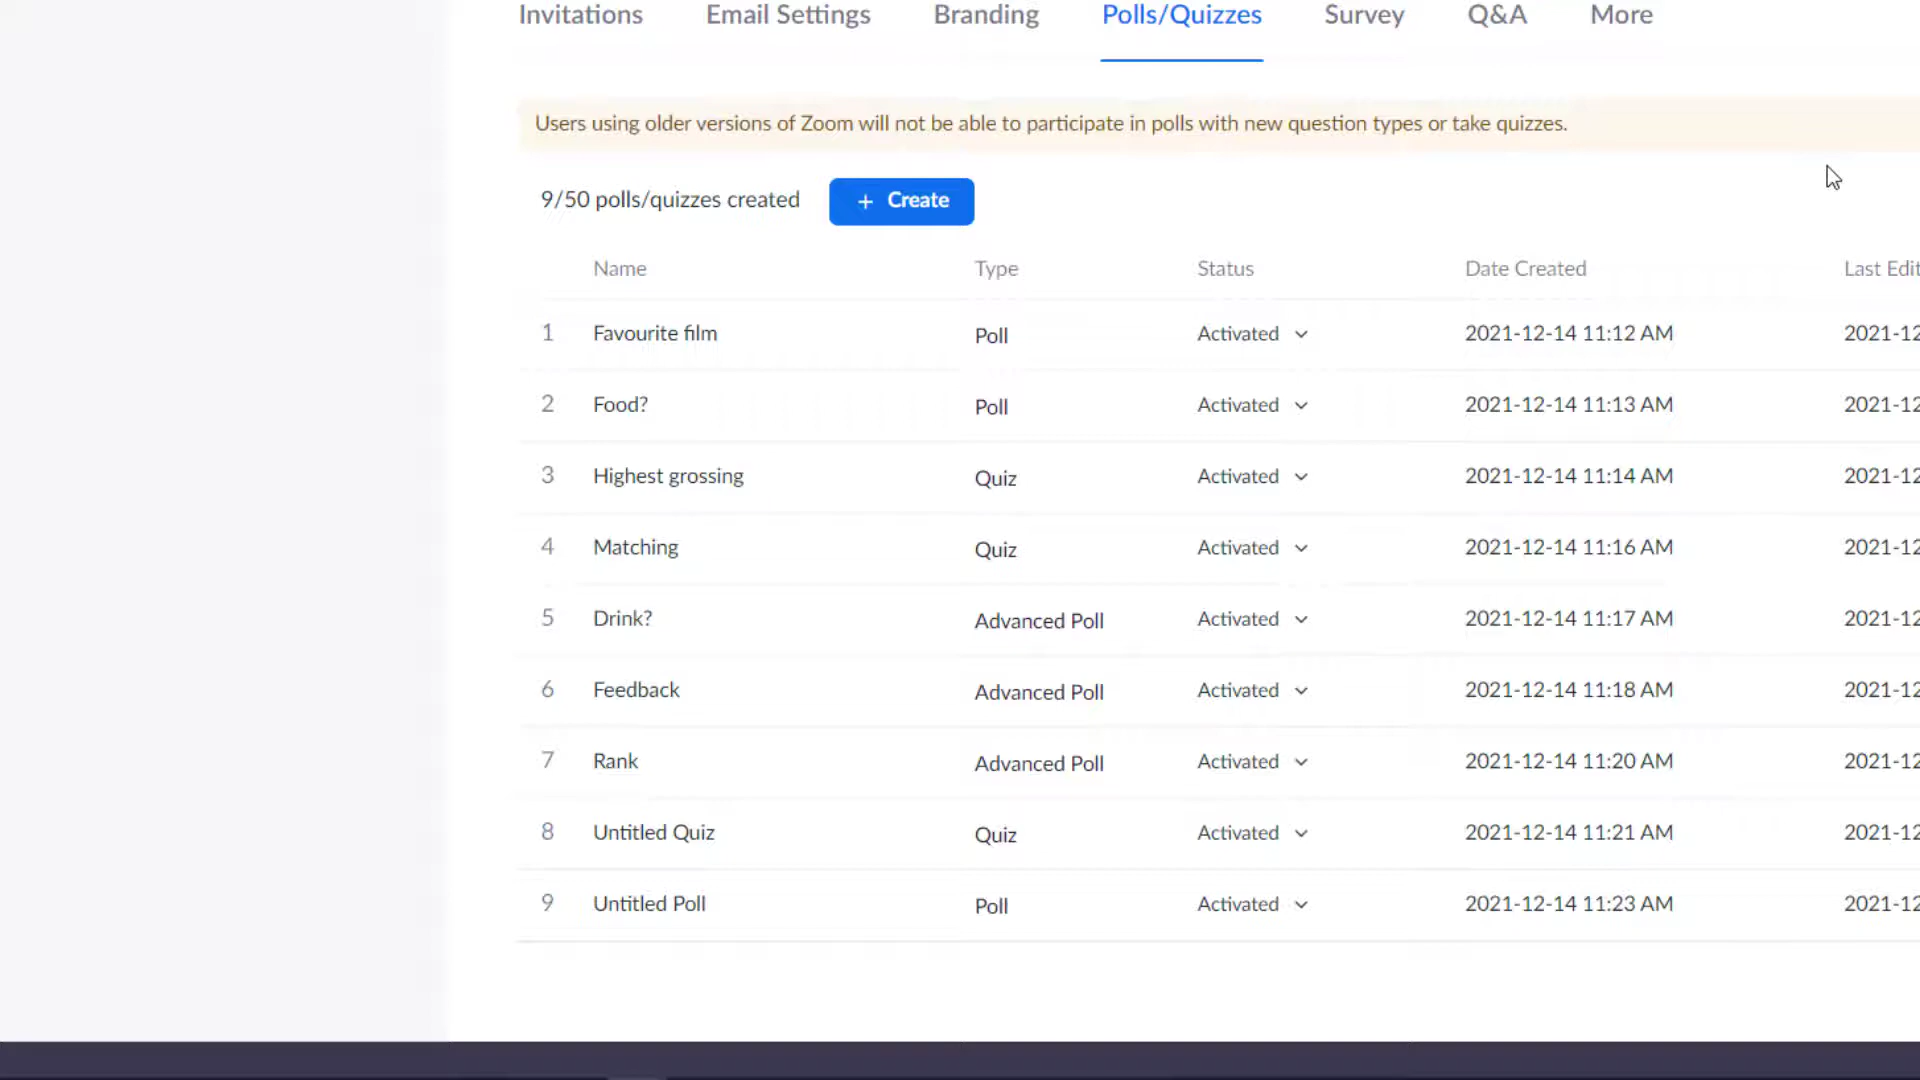 Invitations Email Settings Branding Polls/Quizzes Survey Q&A More
Users using older versions of Zoom will not be able to participate in polls with new question types or take quizzes.
9/50 polls/quizzes created + Create
Name Type Status Date Created Last Edit
1 Favourite film Poll Activated 2021-12-14 11:12 AM 2021-12
2 Food? Poll Activated 2021-12-14 11:13 AM 2021-12
3 Highest grossing Quiz Activated 2021-12-14 11:14 AM 2021-12
4 Matching Quiz Activated 2021-12-14 11:16 AM 2021-12
5 Drink? Advanced Poll Activated 2021-12-14 11:17 AM 2021-12
6 Feedback Advanced Poll Activated 2021-12-14 11:18 AM 2021-12
7 Rank Advanced Poll Activated 2021-12-14 11:20 AM 2021-12
8 Untitled Quiz Quiz Activated 2021-12-14 11:21 AM 2021-12
9 Untitled Poll Poll Activated 2021-12-14 11:23 AM 2021-12